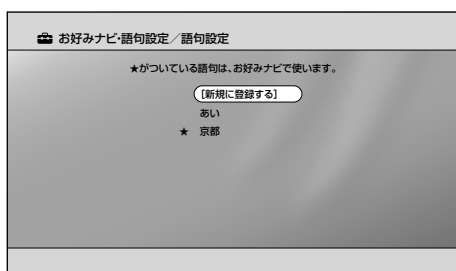 お好みナビ・語句設定／語句設定
★がついている語句は、お好みナビで使います。
[新規に登録する]
あい
★ 京都